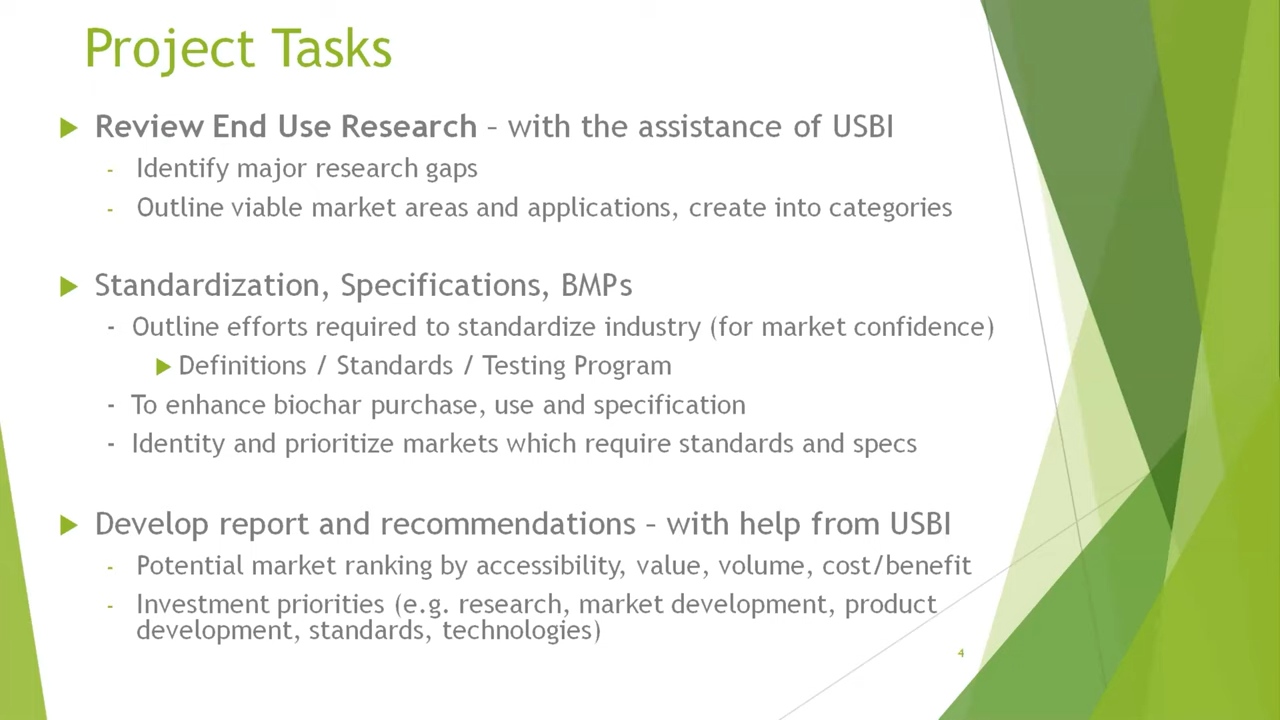 Project Tasks
Review End Use Research – with the assistance of USBI
- Identify major research gaps
- Outline viable market areas and applications, create into categories
Standardization, Specifications, BMPs
- Outline efforts required to standardize industry (for market confidence)
Definitions / Standards / Testing Program
- To enhance biochar purchase, use and specification
- Identity and prioritize markets which require standards and specs
Develop report and recommendations – with help from USBI
- Potential market ranking by accessibility, value, volume, cost/benefit
- Investment priorities (e.g. research, market development, product
development, standards, technologies)
4